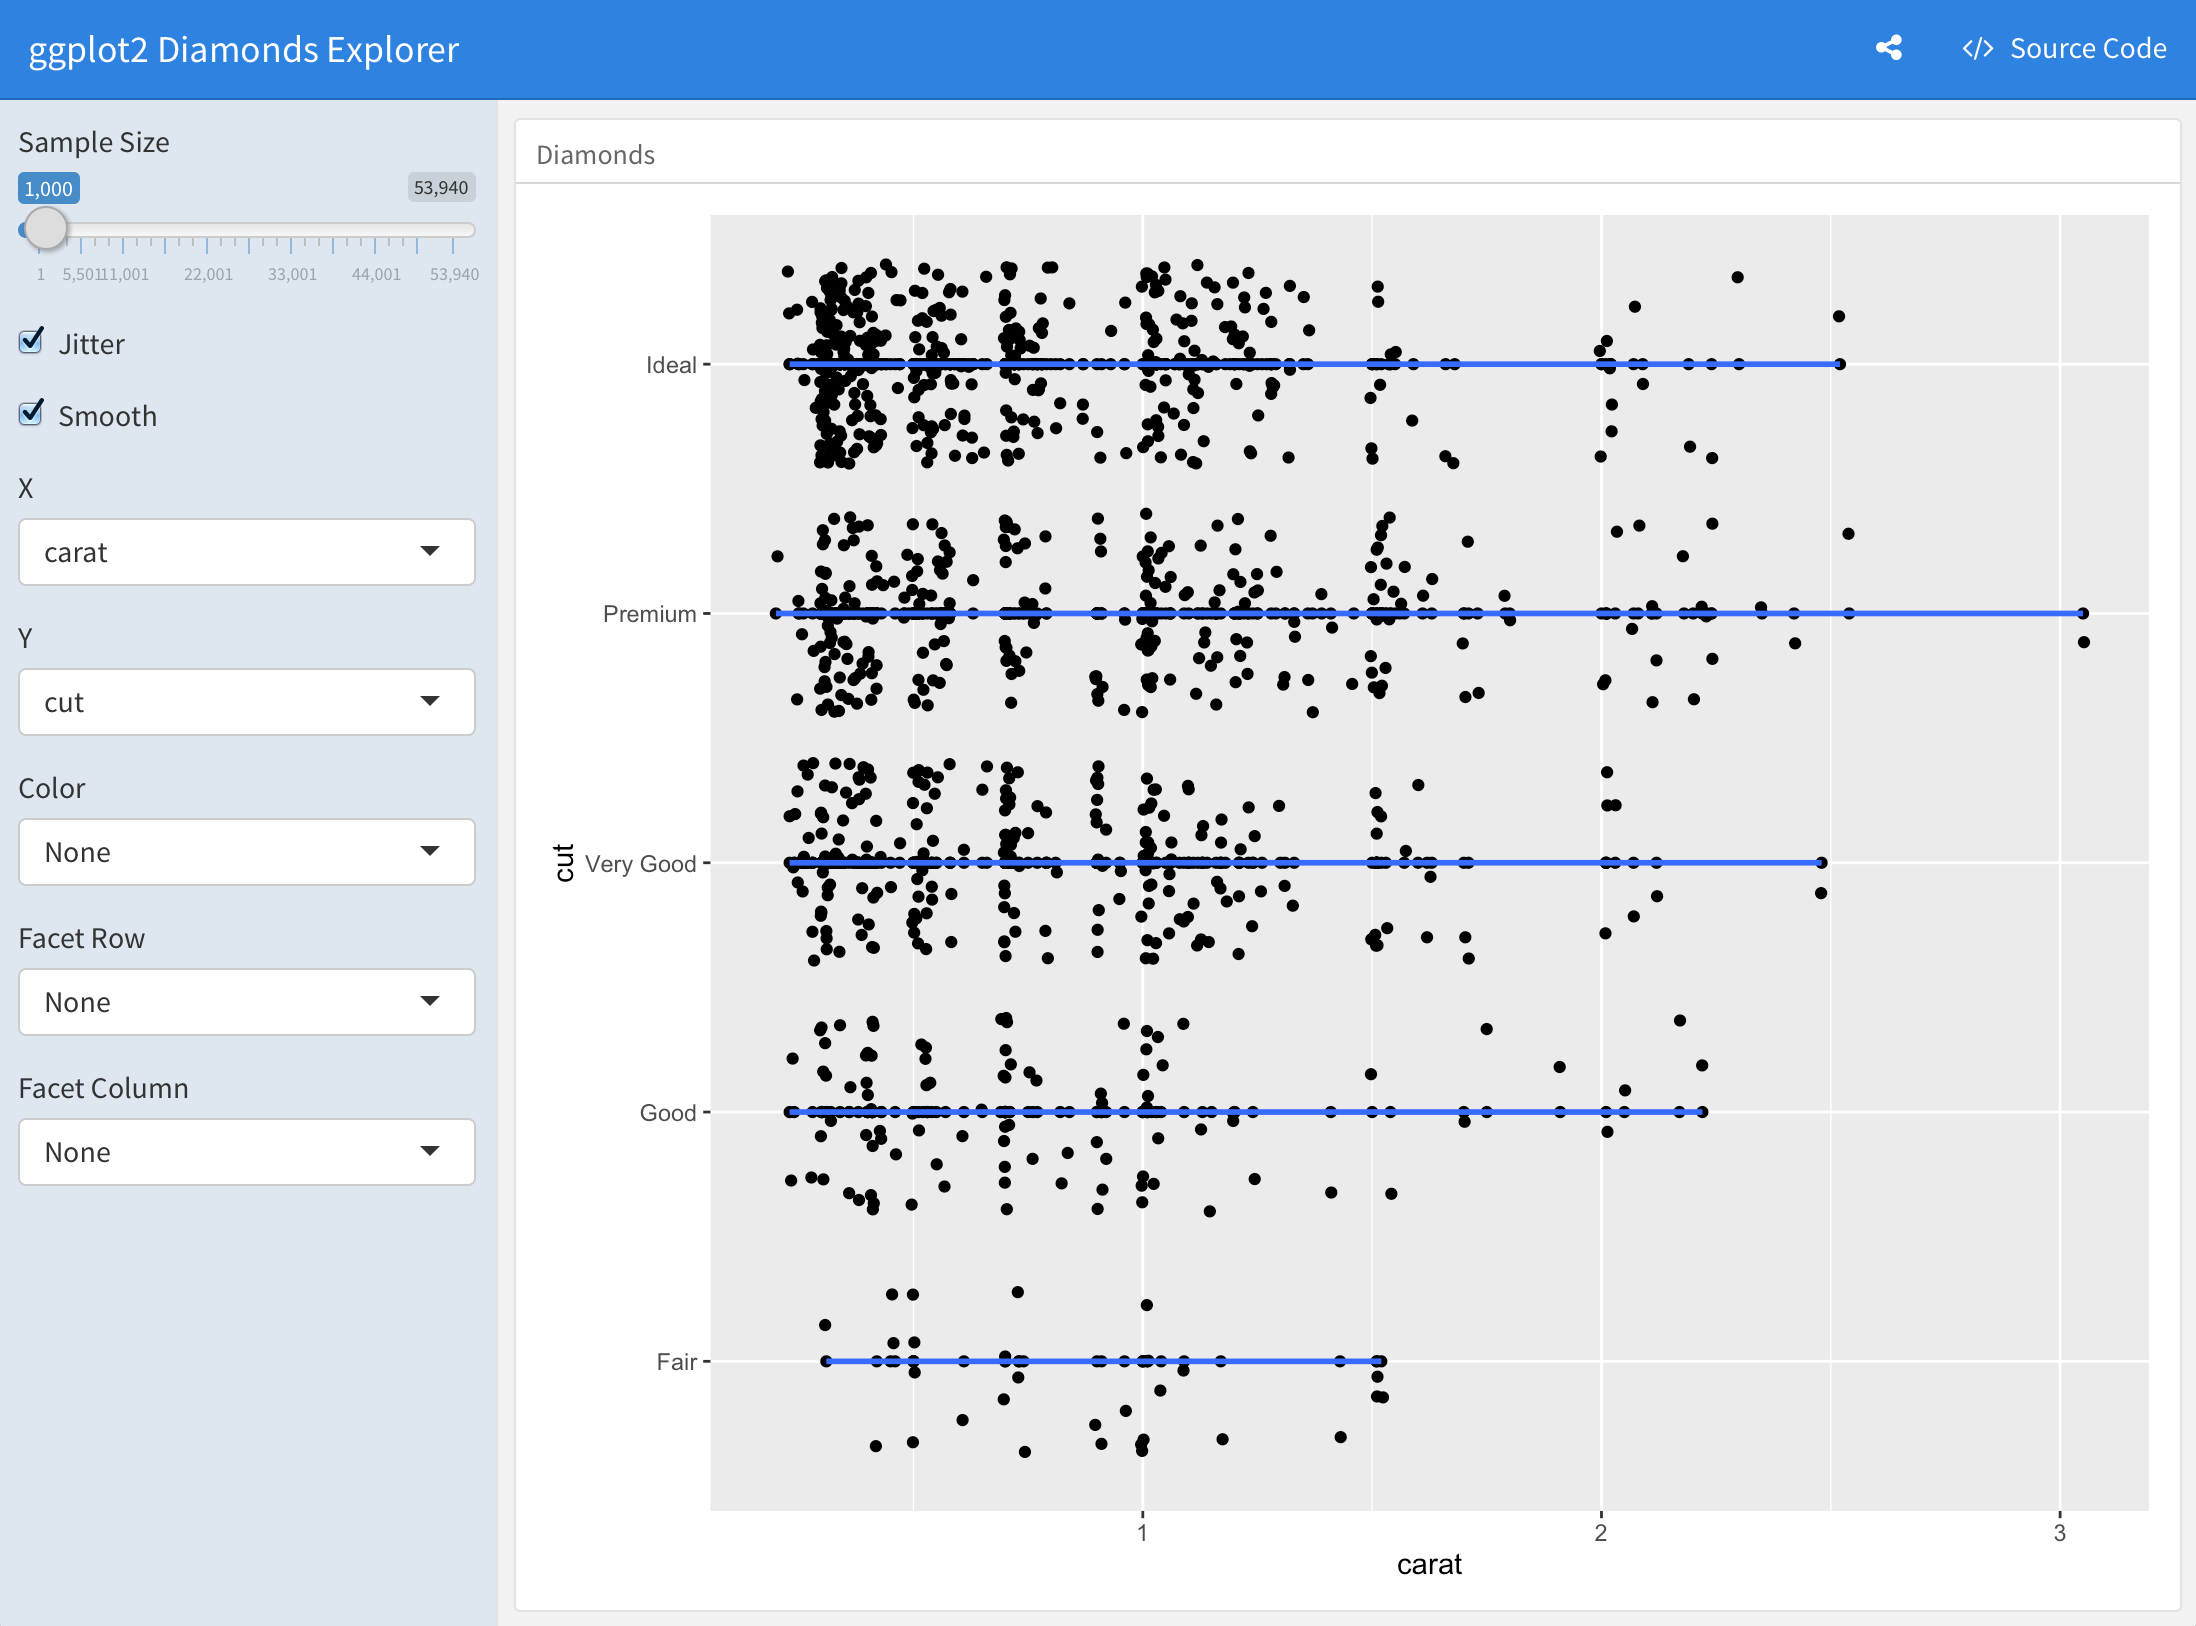 ggplot2 Diamonds Explorer
Source Code
Sample Size
1,000 53,940
1 5,501 11,001 22,001 33,001 44,001 53,940
Jitter
Smooth
X
carat
Y
cut
Color
None
Facet Row
None
Facet Column
None
Diamonds
cut
Ideal
Premium
Very Good
Good
Fair
1 2 3
carat